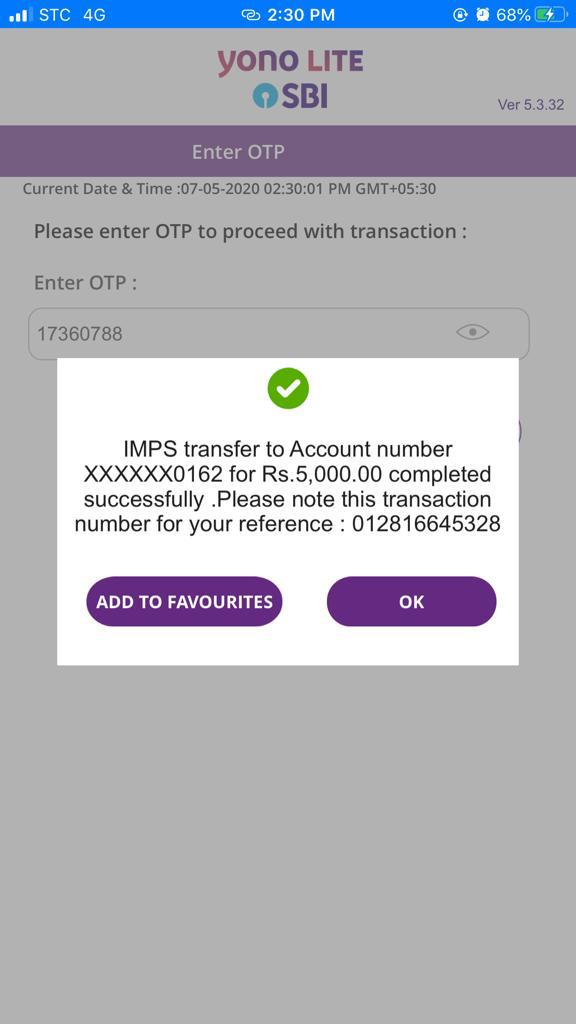 STC 4G 2:30 PM 68%
yono LITE
SBI
Ver 5.3.32
Enter OTP
Current Date & Time :07-05-2020 02:30:01 PM GMT+05:30
Please enter OTP to proceed with transaction :
Enter OTP :
17360788
IMPS transfer to Account number
XXXXXX0162 for Rs.5,000.00 completed
successfully .Please note this transaction
number for your reference : 012816645328
ADD TO FAVOURITES OK